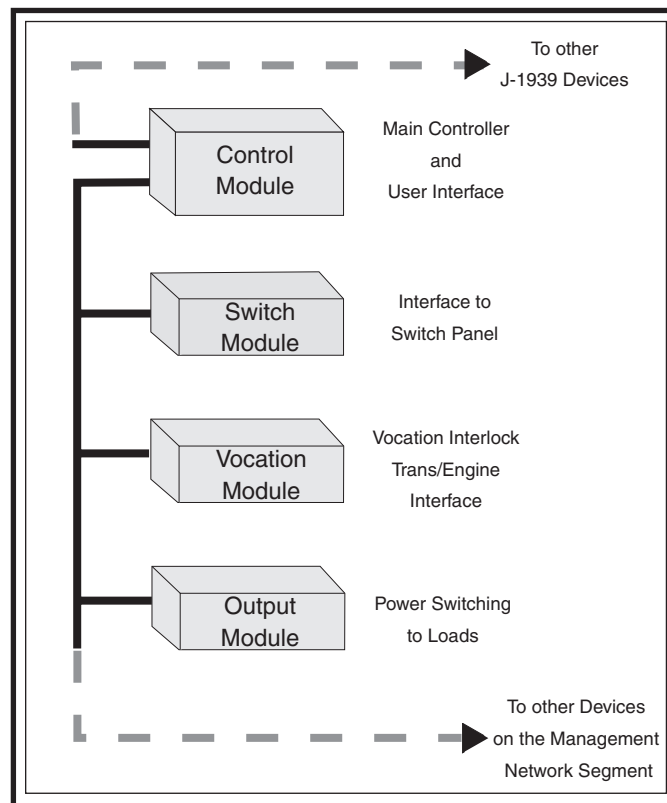 To other
J-1939 Devices
Control
Module
Main Controller
and
User Interface
Switch
Module
Interface to
Switch Panel
Vocation
Module
Vocation Interlock
Trans/Engine
Interface
Output
Module
Power Switching
to Loads
To other Devices
on the Management
Network Segment